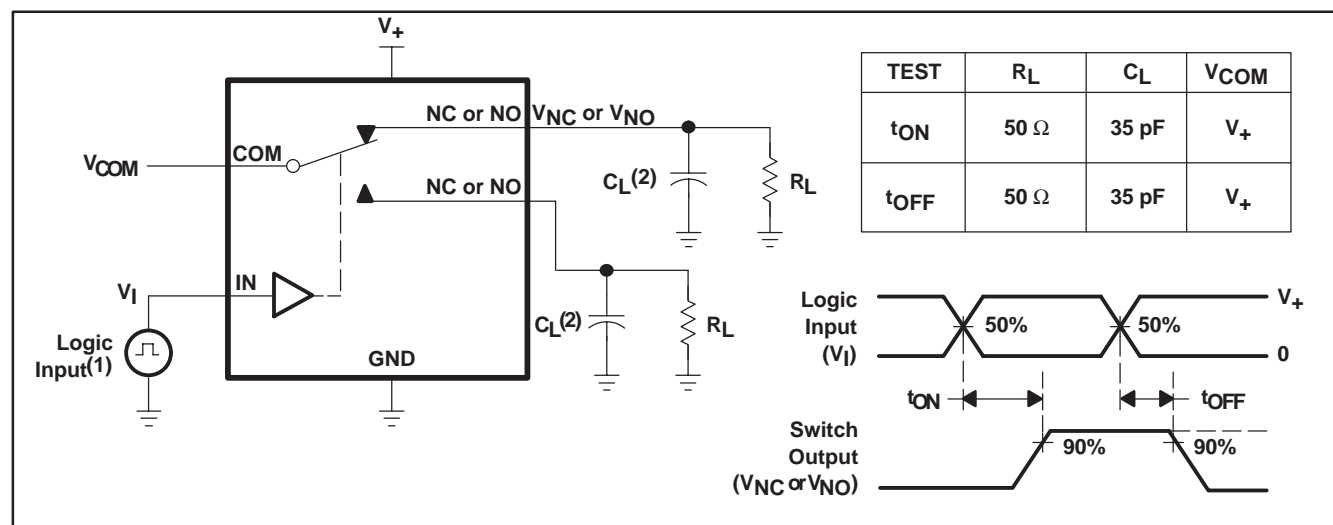 V+
NC or NO VNC or VNO
COM
VCOM
CL(2)
RL
NC or NO
IN
VI
CL(2)
RL
Logic
Input(1)
GND
TEST RL CL VCOM
tON 50 Ω 35 pF V+
tOFF 50 Ω 35 pF V+
Logic
Input
(VI)
50%
50%
V+
0
tON
tOFF
Switch
Output
(VNC or VNO)
90%
90%